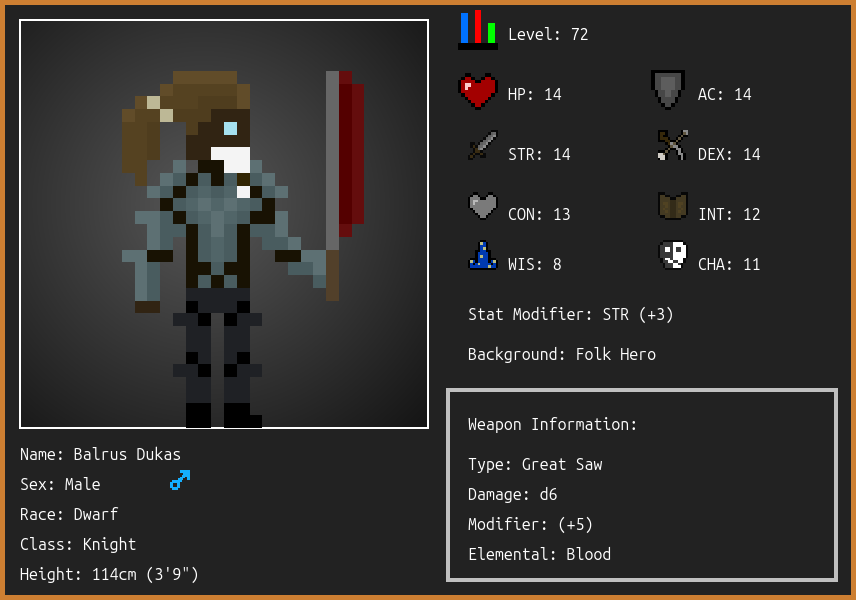 Level: 72
HP: 14
AC: 14
STR: 14
DEX: 14
CON: 13
INT: 12
WIS: 8
CHA: 11
Stat Modifier: STR (+3)
Background: Folk Hero
Weapon Information:
Type: Great Saw
Damage: d6
Modifier: (+5)
Elemental: Blood
Name: Balrus Dukas
Sex: Male
Race: Dwarf
Class: Knight
Height: 114cm (3'9")